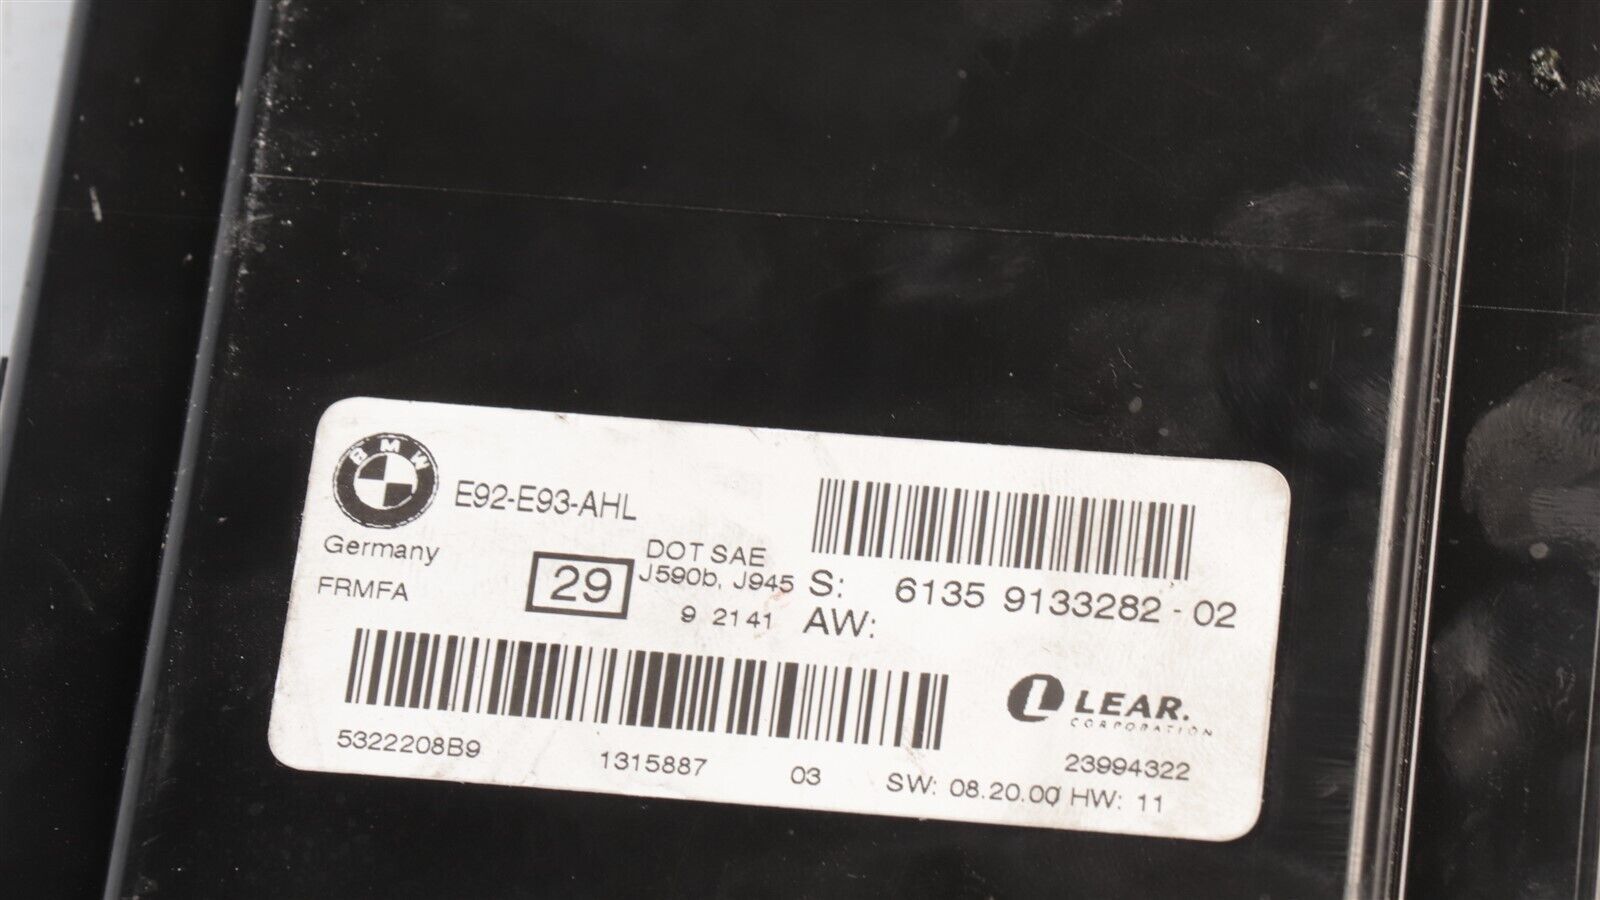 BMW
E92-E93-AHL
Germany
FRMFA
29
DOT SAE
J590b, J945
9 2141
S: 6135 9133282 - 02
AW:
LEAR.
CORPORATION
5322208B9
1315887
03
23994322
SW: 08.20.00 HW: 11